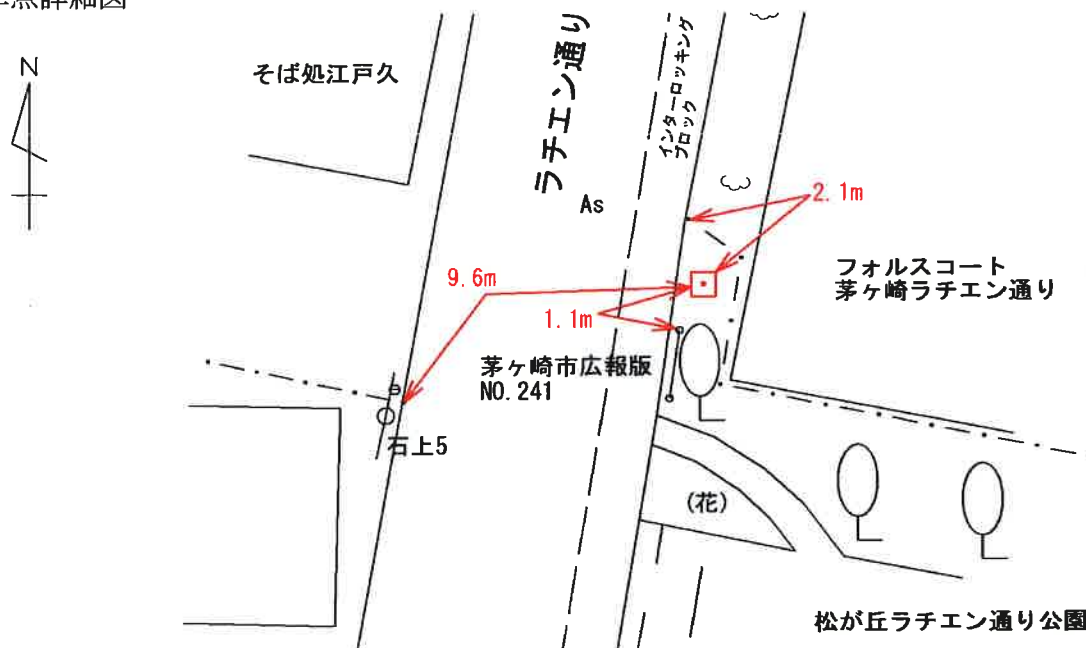 点詳細図
N
そば処江戸久
ラチエン通り
インターロッキング
ブロック
As
2.1m
フォルスコート
茅ヶ崎ラチエン通り
9.6m
1.1m
茅ヶ崎市広報版
NO.241
石上5
(花)
松が丘ラチエン通り公園